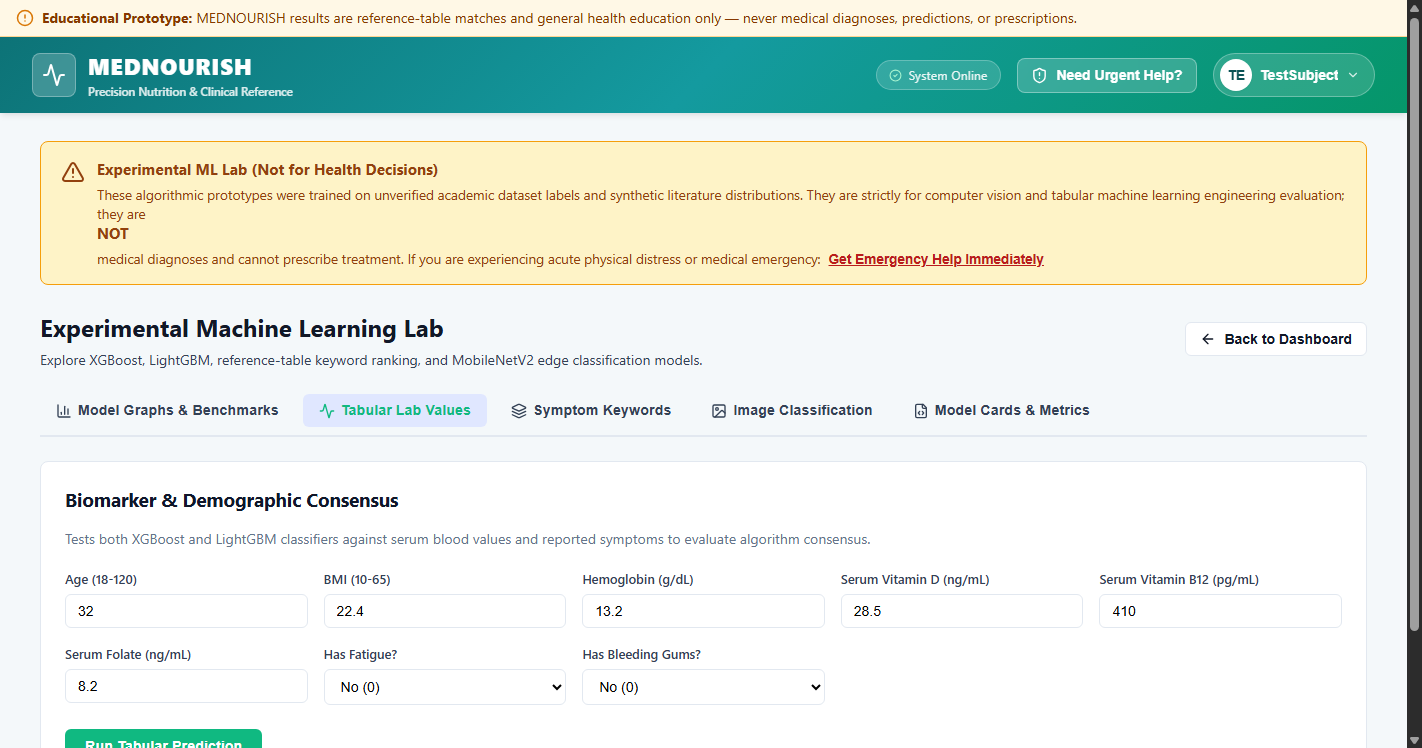 Educational Prototype: MEDNOURISH results are reference-table matches and general health education only — never medical diagnoses, predictions, or prescriptions.
MEDNOURISH
Precision Nutrition & Clinical Reference
System Online
Need Urgent Help?
TE
TestSubject
Experimental ML Lab (Not for Health Decisions)
These algorithmic prototypes were trained on unverified academic dataset labels and synthetic literature distributions. They are strictly for computer vision and tabular machine learning engineering evaluation;
they are
NOT
medical diagnoses and cannot prescribe treatment. If you are experiencing acute physical distress or medical emergency: Get Emergency Help Immediately
Experimental Machine Learning Lab
Explore XGBoost, LightGBM, reference-table keyword ranking, and MobileNetV2 edge classification models.
Back to Dashboard
Model Graphs & Benchmarks
Tabular Lab Values
Symptom Keywords
Image Classification
Model Cards & Metrics
Biomarker & Demographic Consensus
Tests both XGBoost and LightGBM classifiers against serum blood values and reported symptoms to evaluate algorithm consensus.
Age (18-120)
32
BMI (10-65)
22.4
Hemoglobin (g/dL)
13.2
Serum Vitamin D (ng/mL)
28.5
Serum Vitamin B12 (pg/mL)
410
Serum Folate (ng/mL)
8.2
Has Fatigue?
No (0)
Has Bleeding Gums?
No (0)
Run Tabular Prediction